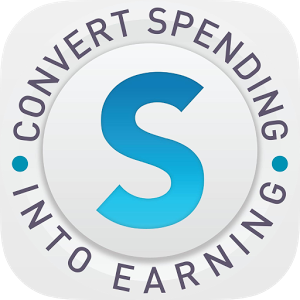 CONVERT SPENDING
S
INTO EARNING